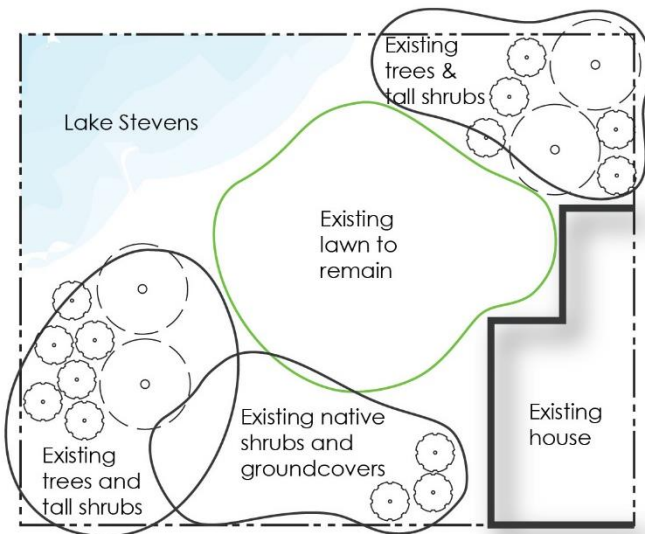 Existing
trees &
tall shrubs
Lake Stevens
Existing
lawn to
remain
Existing native
shrubs and
groundcovers
Existing
house
Existing
trees and
tall shrubs